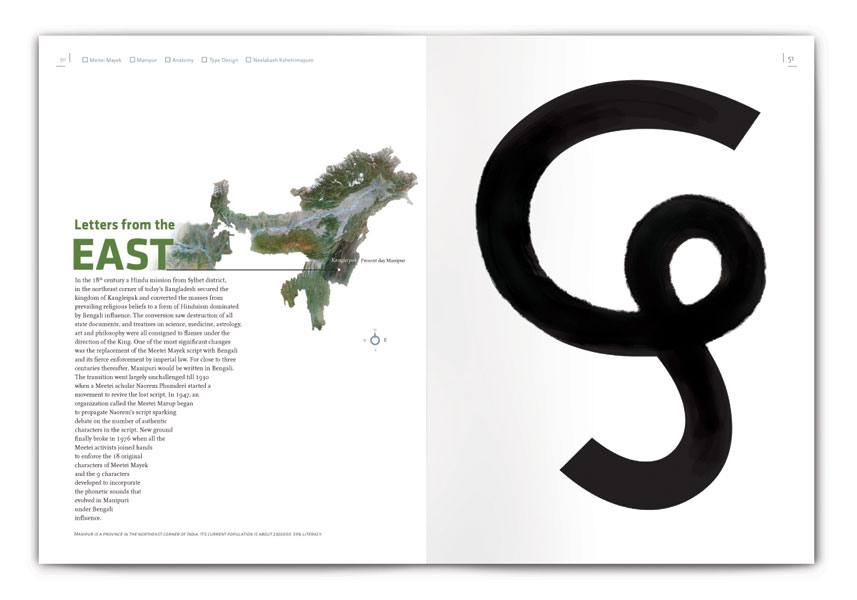 Meitei Mayek Manipur Anatomy Type Design Neelakash Kshetrimayum
51
Letters from the
EAST
Kangleipak/ Present day Manipur
In the 18th century a Hindu mission from Sylhet district,
in the northeast corner of today's Bangladesh secured the
kingdom of Kangleipak and converted the masses from
prevailing religious beliefs to a form of Hinduism dominated
by Bengali influence. The conversion saw destruction of all
state documents, and treatises on science, medicine, astrology,
art and philosophy were all consigned to flames under the
direction of the King. One of the most significant changes
was the replacement of the Meetei Mayek script with Bengali
and its fierce enforcement by imperial law. For close to three
centuries thereafter, Manipuri would be written in Bengali.
The transition went largely unchallenged till 1930
when a Meetei scholar Naorem Phumdrei started a
movement to revive the lost script. In 1947, an
organization called the Meetei Marup began
to propagate Naorem's script sparking
debate on the number of authentic
characters in the script. New ground
finally broke in 1976 when all the
Meetei activists joined hands
to enforce the 18 original
characters of Meetei Mayek
and the 9 characters
developed to incorporate
the phonetic sounds that
evolved in Manipuri
under Bengali
influence.
E
Manipur is a province in the northeast corner of India. Its current population is about literacy